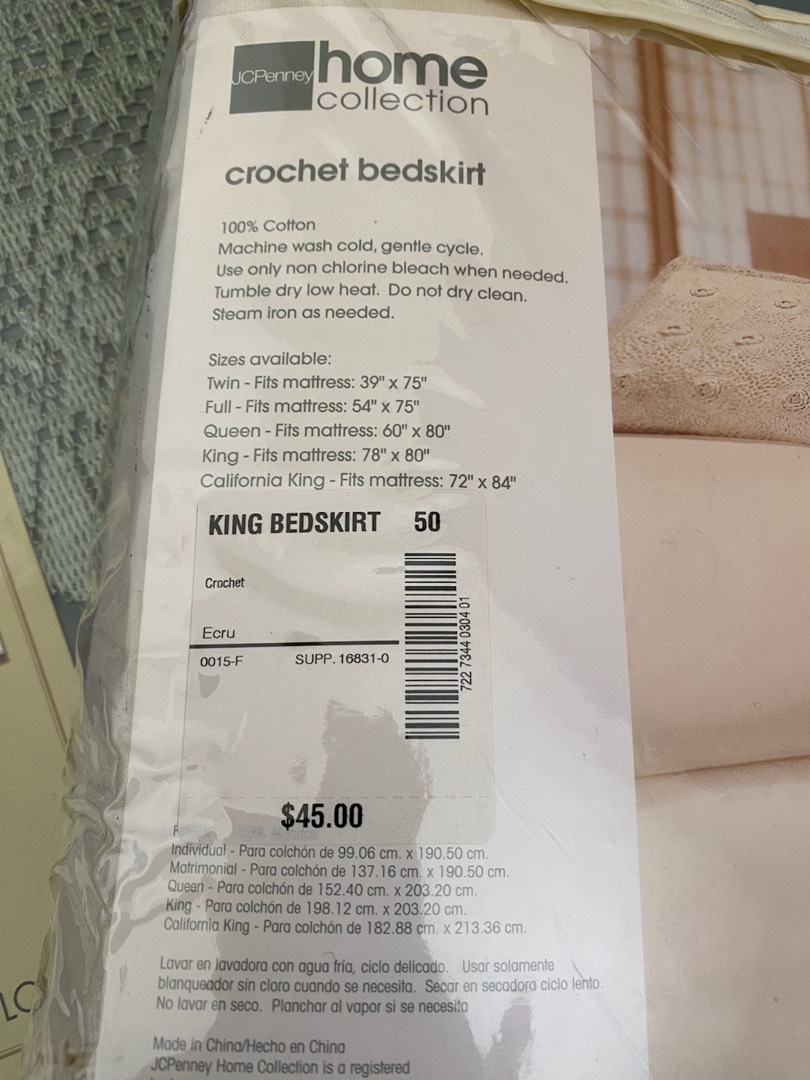 JCPenney home
collection
crochet bedskirt
100% Cotton
Machine wash cold, gentle cycle.
Use only non chlorine bleach when needed.
Tumble dry low heat. Do not dry clean.
Steam iron as needed.
Sizes available:
Twin - Fits mattress: 39" x 75"
Full - Fits mattress: 54" x 75"
Queen - Fits mattress: 60" x 80"
King - Fits mattress: 78" x 80"
California King - Fits mattress: 72" x 84"
KING BEDSKIRT 50
Crochet
Ecru
0015-F SUPP. 16831-0
722 7344 0304 01
$45.00
Individual - Para colchón de 99.06 cm. x 190.50 cm.
Matrimonial - Para colchón de 137.16 cm. x 190.50 cm.
Queen - Para colchón de 152.40 cm. x 203.20 cm.
King - Para colchón de 198.12 cm. x 203.20 cm.
California King - Para colchón de 182.88 cm. x 213.36 cm.
Lavar en lavadora con agua fría, ciclo delicado. Usar solamente
blanqueador sin cloro cuando se necesita. Secar en secadora ciclo lento.
No lavar en seco. Planchar al vapor si se necesita
Made in China/Hecho en China
JCPenney Home Collection is a registered